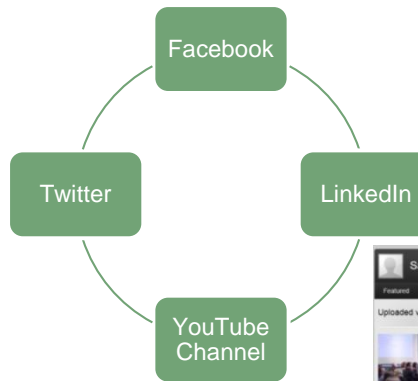 Facebook
Twitter
LinkedIn
YouTube
Channel
Featured
Uploaded